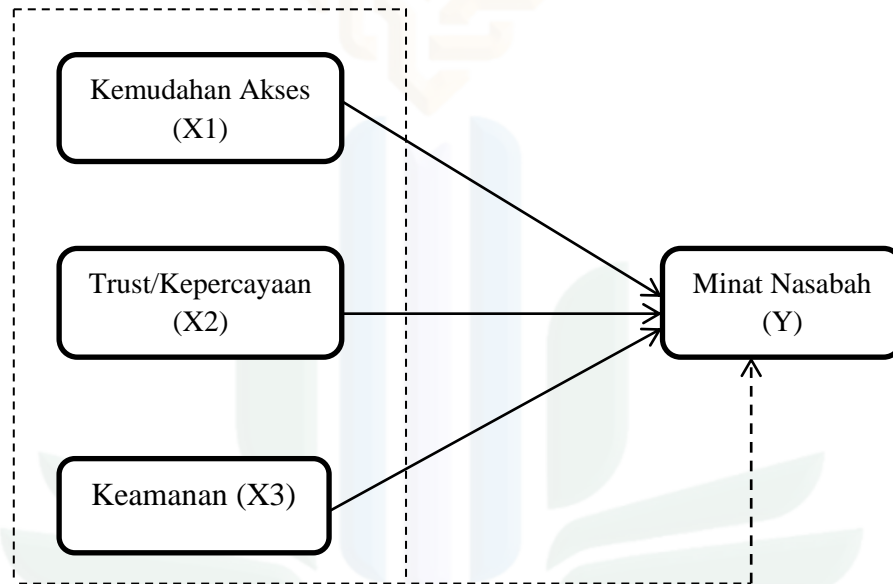 Kemudahan Akses
(X1)
Trust/Kepercayaan
(X2)
Minat Nasabah
(Y)
Keamanan (X3)